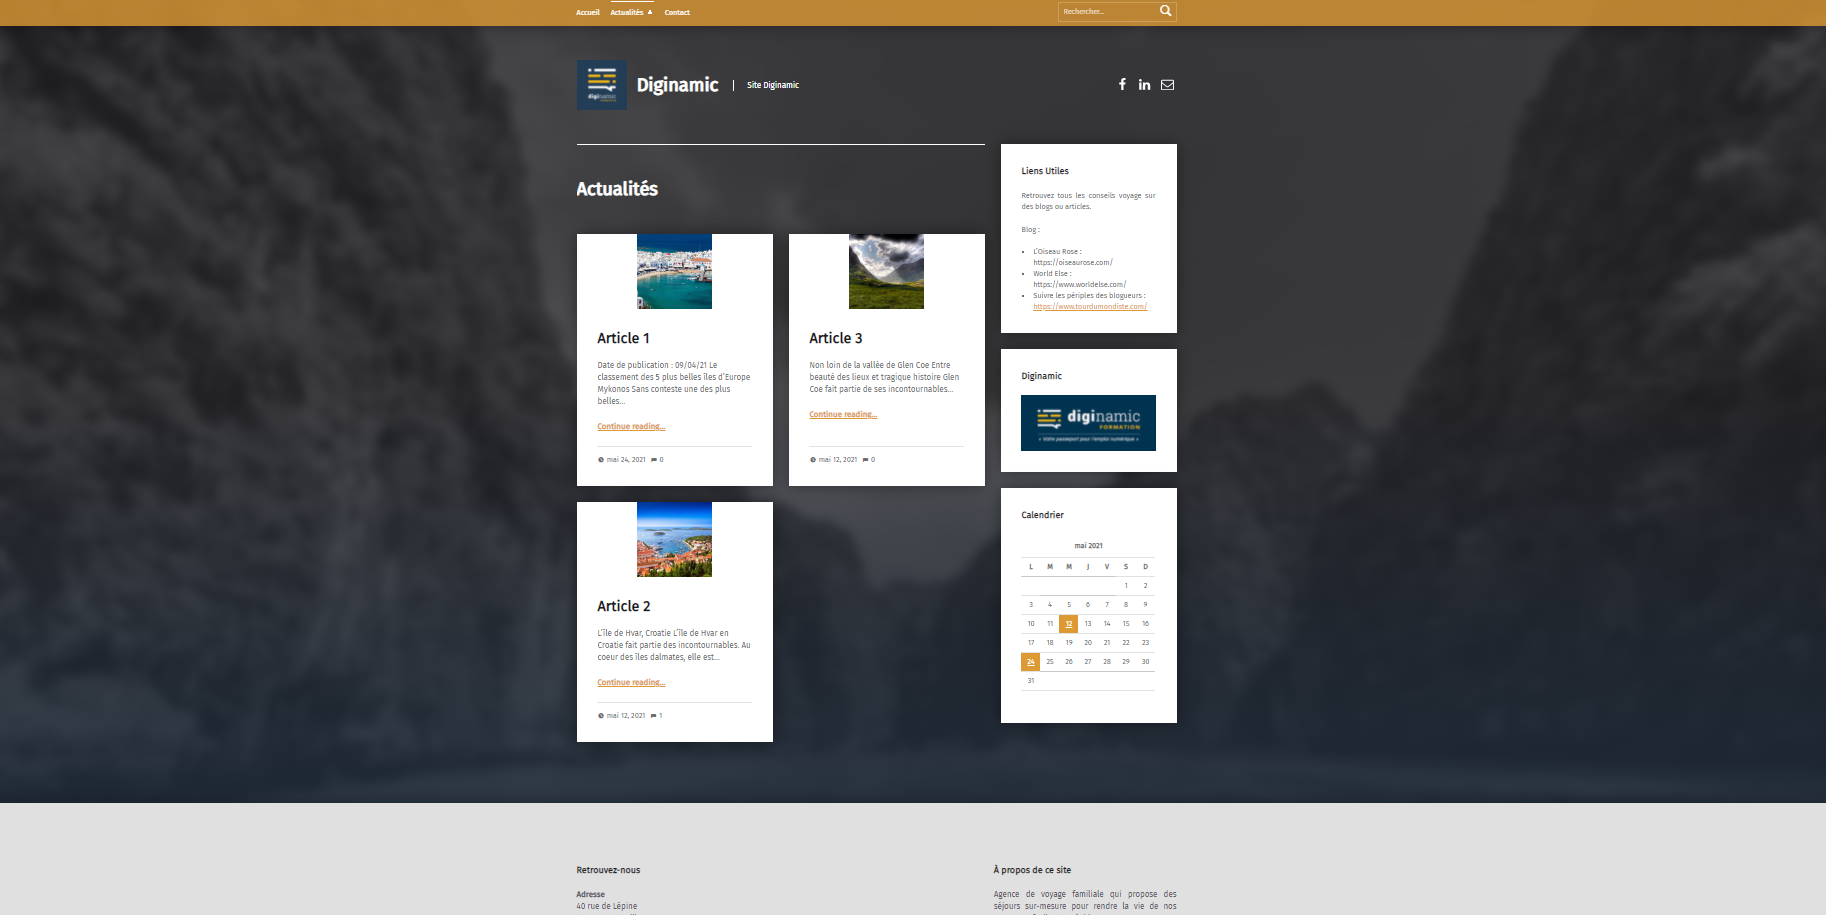 Accueil
Actualités
Contact
Rechercher...
diginamic
FORMATION
Diginamic
Site Diginamic
Actualités
Article 1
Date de publication : 09/04/21 Le
classement des 5 plus belles îles d'Europe
Mykonos Sans conteste une des plus
belles…
Continue reading…
mai 24, 2021
0
Article 3
Non loin de la vallée de Glen Coe Entre
beauté des lieux et tragique histoire Glen
Coe fait partie de ses incontournables…
Continue reading…
mai 12, 2021
0
Article 2
L'île de Hvar, Croatie L'île de Hvar en
Croatie fait partie des incontournables. Au
coeur des îles dalmates, elle est…
Continue reading…
mai 12, 2021
1
Liens Utiles
Retrouvez tous les conseils voyage sur
des blogs ou articles.
Blog :
L'Oiseau Rose :
https://oiseaurose.com/
World Else :
https://www.worldelse.com/
Suivre les périples des blogueurs :
https://www.tourdumondiste.com/
Diginamic
diginamic
FORMATION
« Votre passeport pour l'emploi numérique »
Calendrier
mai 2021
L M M J V S D
1 2
3 4 5 6 7 8 9
10 11 12 13 14 15 16
17 18 19 20 21 22 23
24 25 26 27 28 29 30
31
Retrouvez-nous
Adresse
40 rue de Lépine
À propos de ce site
Agence de voyage familiale qui propose des
séjours sur-mesure pour rendre la vie de nos